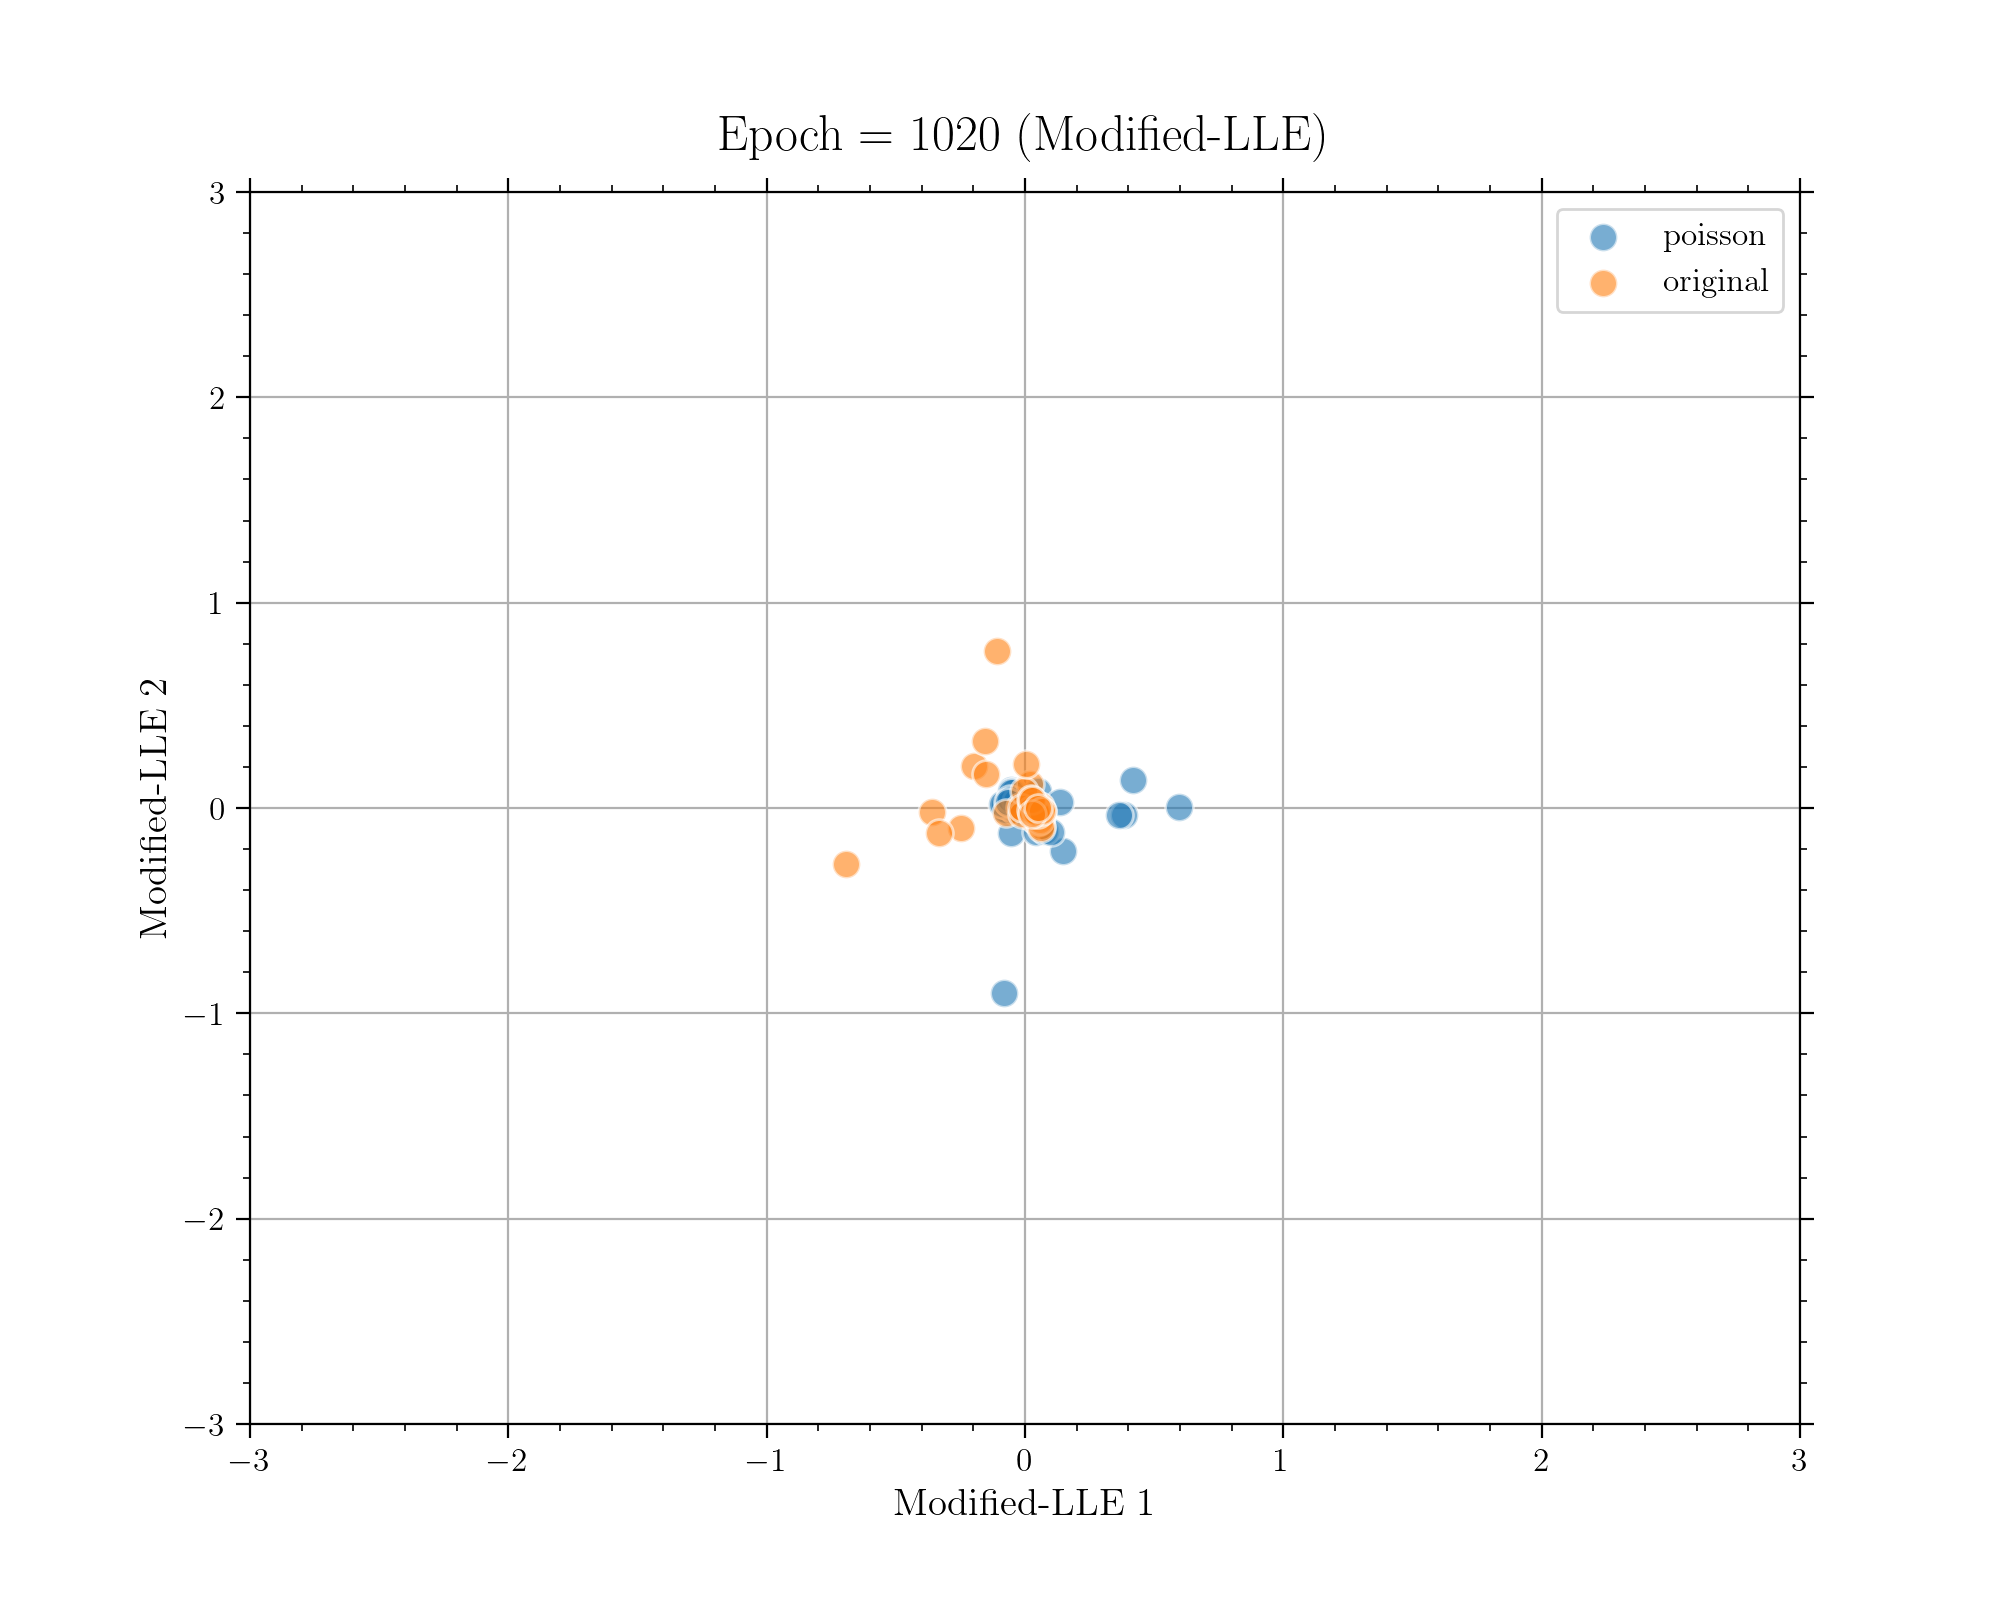 Epoch = 1020 (Modified-LLE)
3
poisson
original
2
1
0
−1
−2
−3
Modified-LLE 2
−3
−2
−1
0
1
2
3
Modified-LLE 1